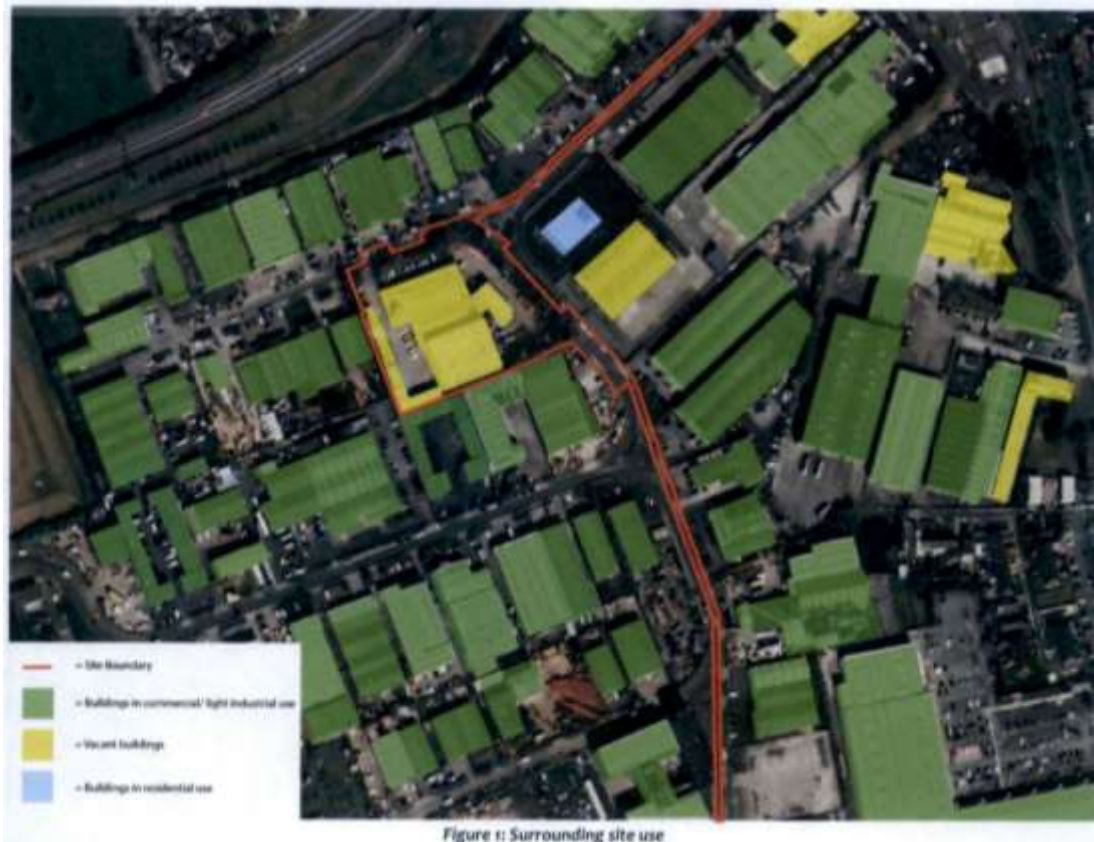 = Site Boundary
= Buildings in commercial/ light industrial use
= Vacant buildings
= Buildings in residential use
Figure 1: Surrounding site use